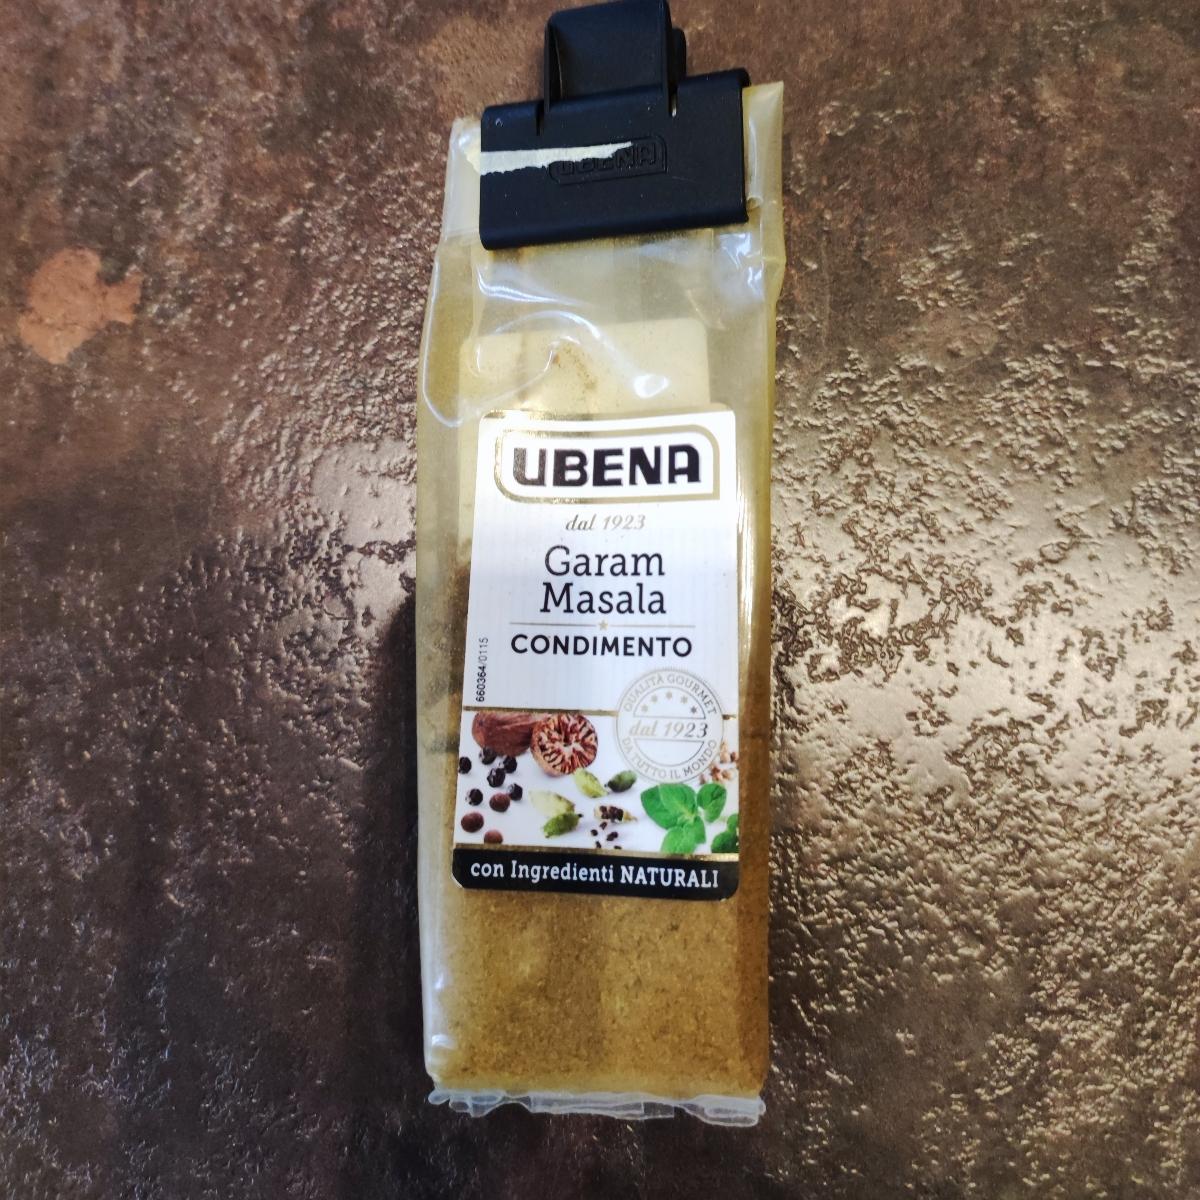 UBENA
UBENA
dal 1923
Garam
Masala
CONDIMENTO
660364/0115
QUALITÀ GOURMET
dal 1923
DA TUTTO IL MONDO
con Ingredienti NATURALI